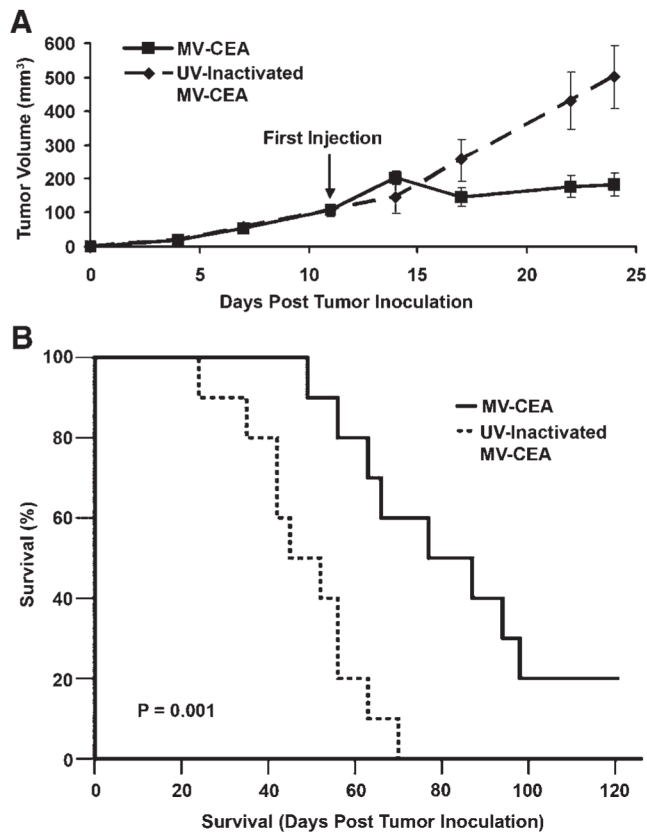 A
600
500
400
300
200
100
0
Tumor Volume (mm³)
MV-CEA
UV-Inactivated
MV-CEA
First Injection
0 5 10 15 20 25
Days Post Tumor Inoculation
B
100
80
60
40
20
0
Survival (%)
MV-CEA
UV-Inactivated
MV-CEA
P = 0.001
0 20 40 60 80 100 120
Survival (Days Post Tumor Inoculation)